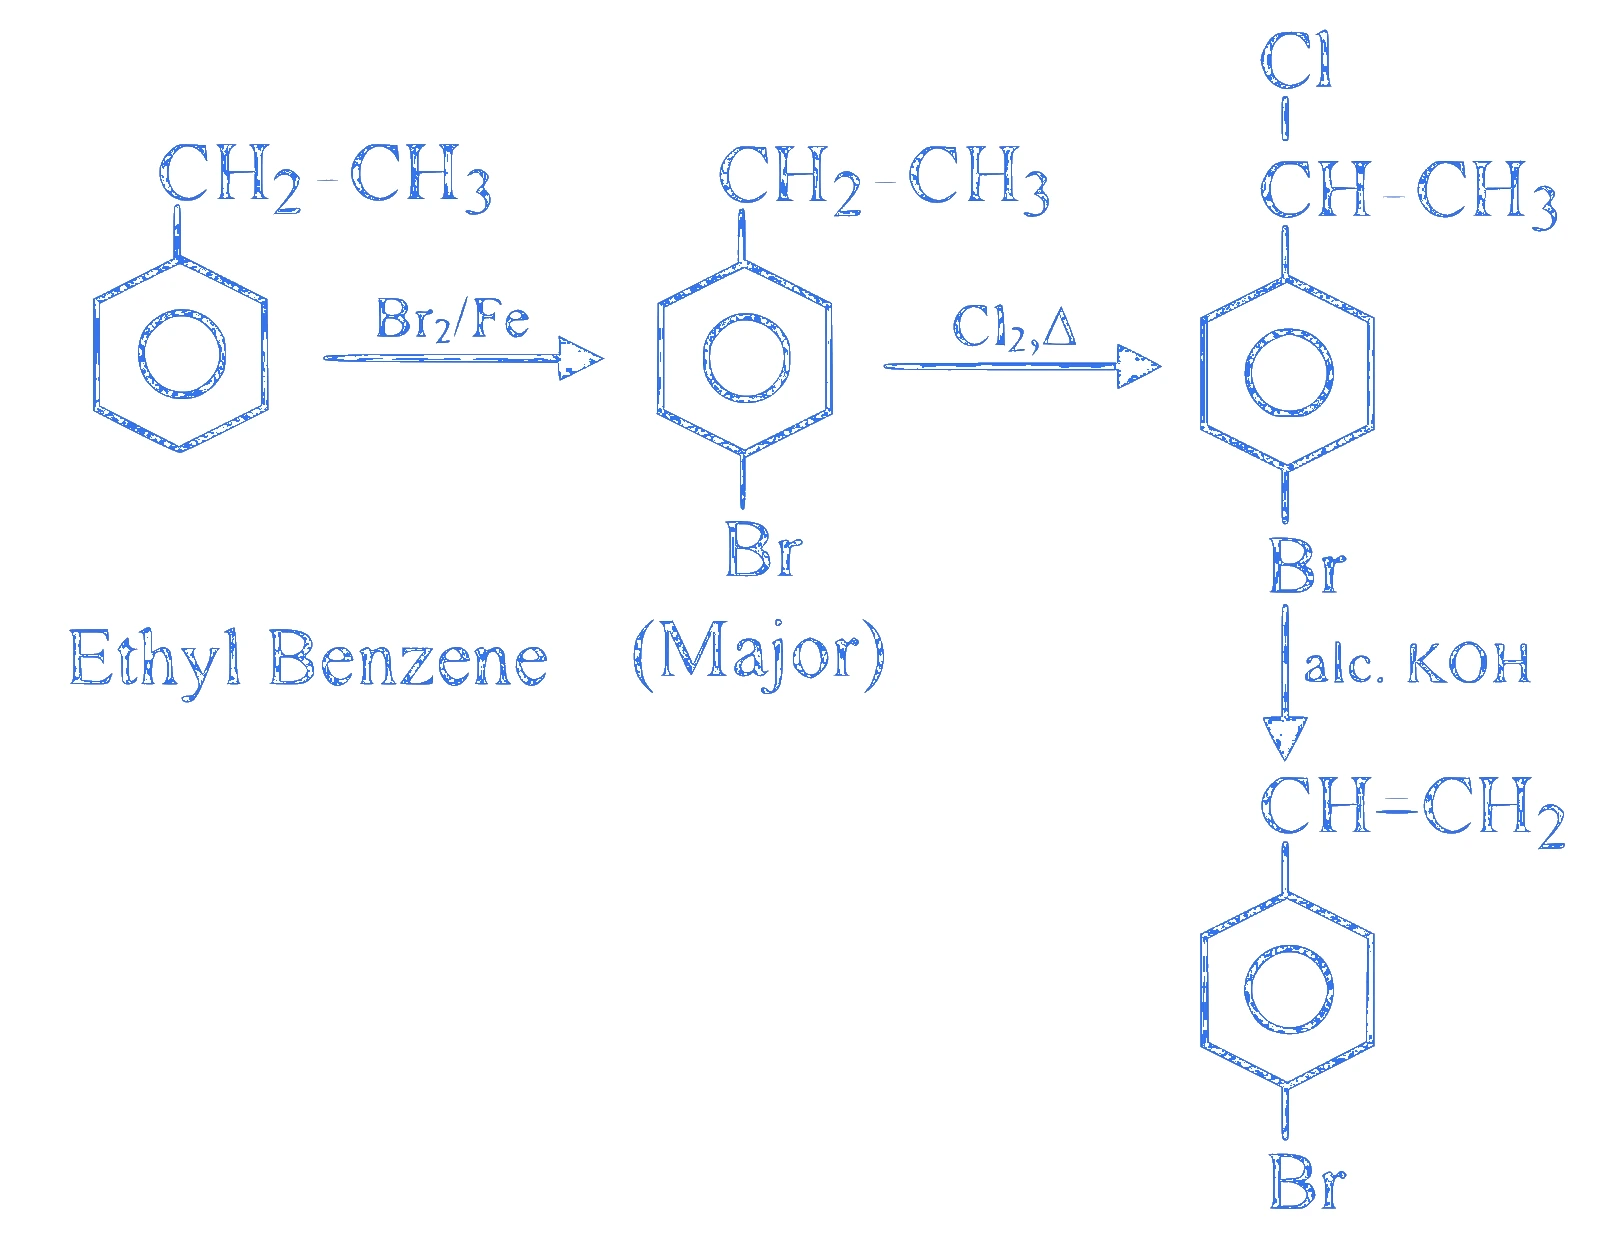 Cl
CH2-CH3
CH2-CH3
CH-CH3
Br2/Fe
Cl2,Δ
Br
Br
Ethyl Benzene
(Major)
alc. KOH
CH=CH2
Br